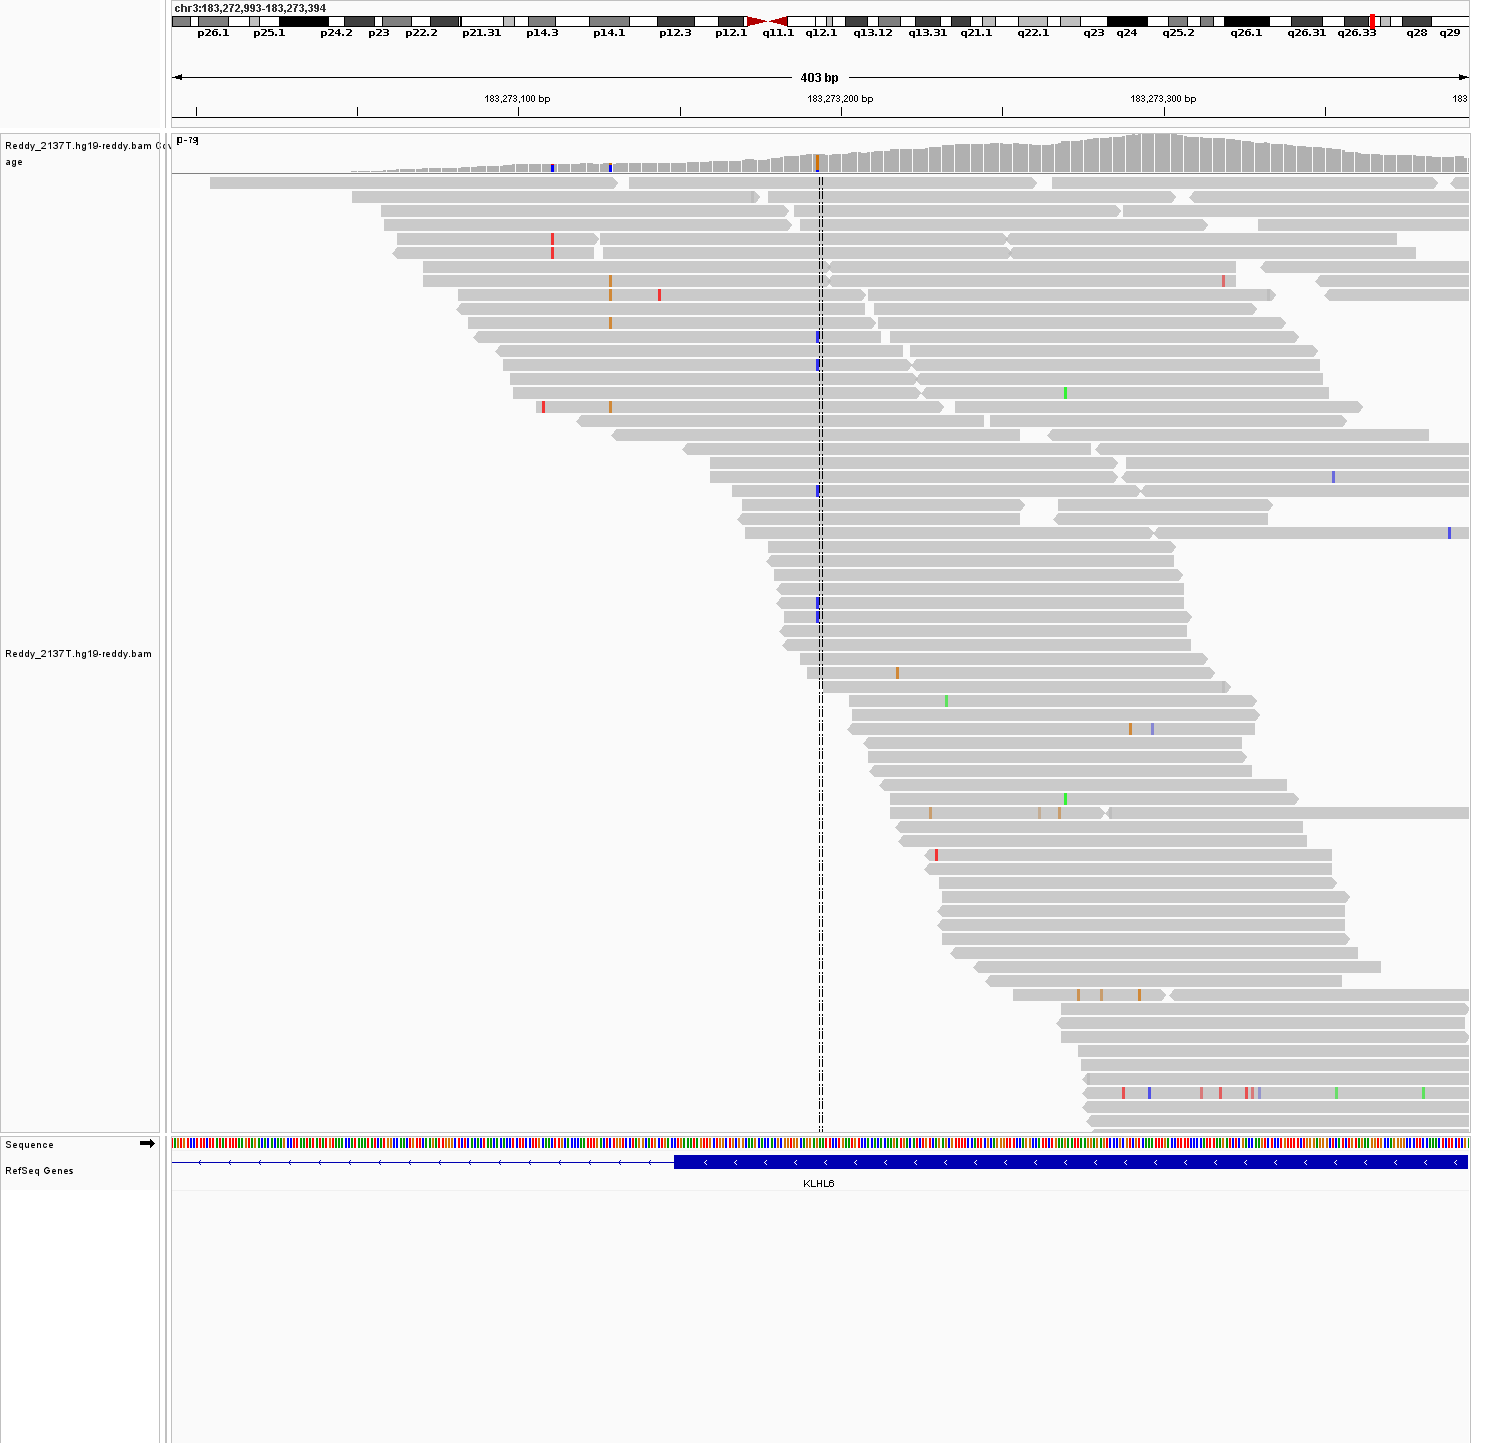 chr3:183,272,993-183,273,394
p26.1 p25.1 p24.2 p23 p22.2 p21.31 p14.3 p14.1 p12.3 p12.1 q11.1 q12.1 q13.12 q13.31 q21.1 q22.1 q23 q24 q25.2 q26.1 q26.31 q26.33 q28 q29
403 bp
183,273,100 bp 183,273,200 bp 183,273,300 bp 183
[0-79]
Reddy_2137T.hg19-reddy.bam Cov
age
Reddy_2137T.hg19-reddy.bam
Sequence
RefSeq Genes
KLHL6